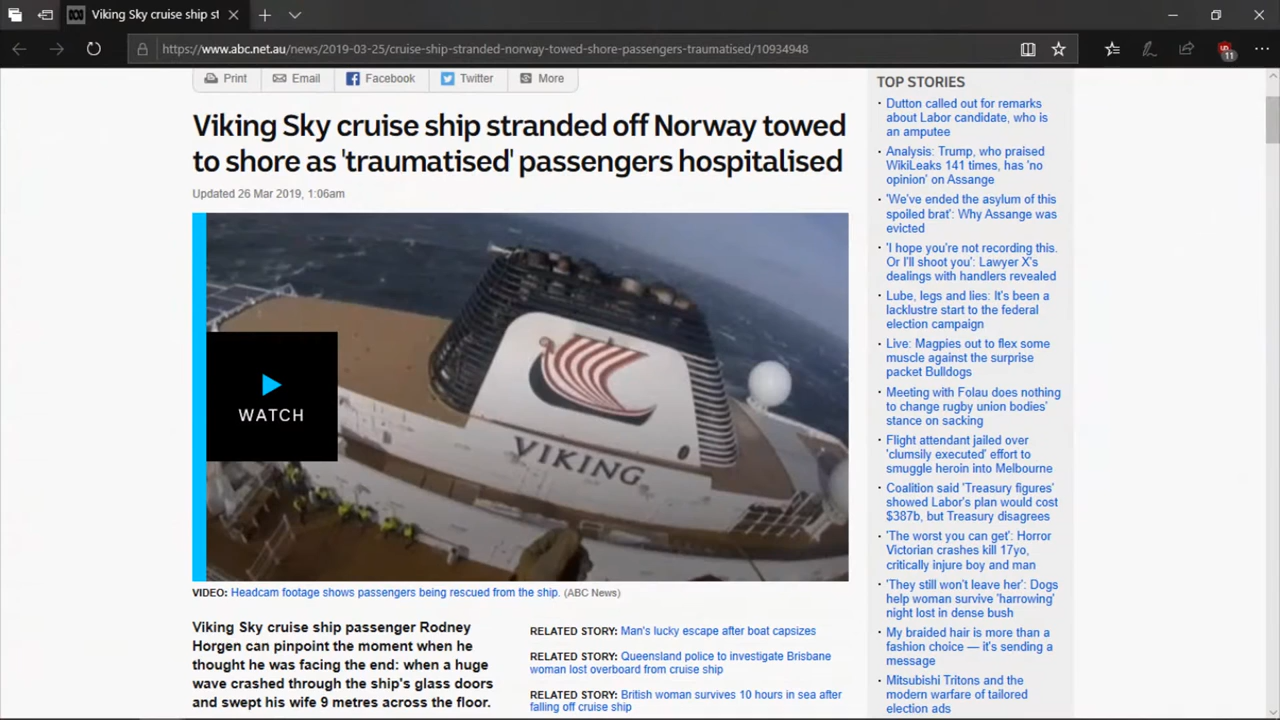 Viking Sky cruise ship st
https://www.abc.net.au/news/2019-03-25/cruise-ship-stranded-norway-towed-shore-passengers-traumatised/10934948
11
Print
Email
Facebook
Twitter
More
Viking Sky cruise ship stranded off Norway towed
to shore as 'traumatised' passengers hospitalised
Updated 26 Mar 2019, 1:06am
WATCH
VIKING
VIDEO: Headcam footage shows passengers being rescued from the ship. (ABC News)
Viking Sky cruise ship passenger Rodney
Horgen can pinpoint the moment when he
thought he was facing the end: when a huge
wave crashed through the ship's glass doors
and swept his wife 9 metres across the floor.
RELATED STORY: Man's lucky escape after boat capsizes
RELATED STORY: Queensland police to investigate Brisbane
woman lost overboard from cruise ship
RELATED STORY: British woman survives 10 hours in sea after
falling off cruise ship
TOP STORIES
Dutton called out for remarks
about Labor candidate, who is
an amputee
Analysis: Trump, who praised
WikiLeaks 141 times, has 'no
opinion' on Assange
'We've ended the asylum of this
spoiled brat': Why Assange was
evicted
'I hope you're not recording this.
Or I'll shoot you': Lawyer X's
dealings with handlers revealed
Lube, legs and lies: It's been a
lacklustre start to the federal
election campaign
Live: Magpies out to flex some
muscle against the surprise
packet Bulldogs
Meeting with Folau does nothing
to change rugby union bodies'
stance on sacking
Flight attendant jailed over
'clumsily executed' effort to
smuggle heroin into Melbourne
Coalition said 'Treasury figures'
showed Labor's plan would cost
$387b, but Treasury disagrees
'The worst you can get': Horror
Victorian crashes kill 17yo,
critically injure boy and man
'They still won't leave her': Dogs
help woman survive 'harrowing'
night lost in dense bush
My braided hair is more than a
fashion choice — it's sending a
message
Mitsubishi Tritons and the
modern warfare of tailored
election ads